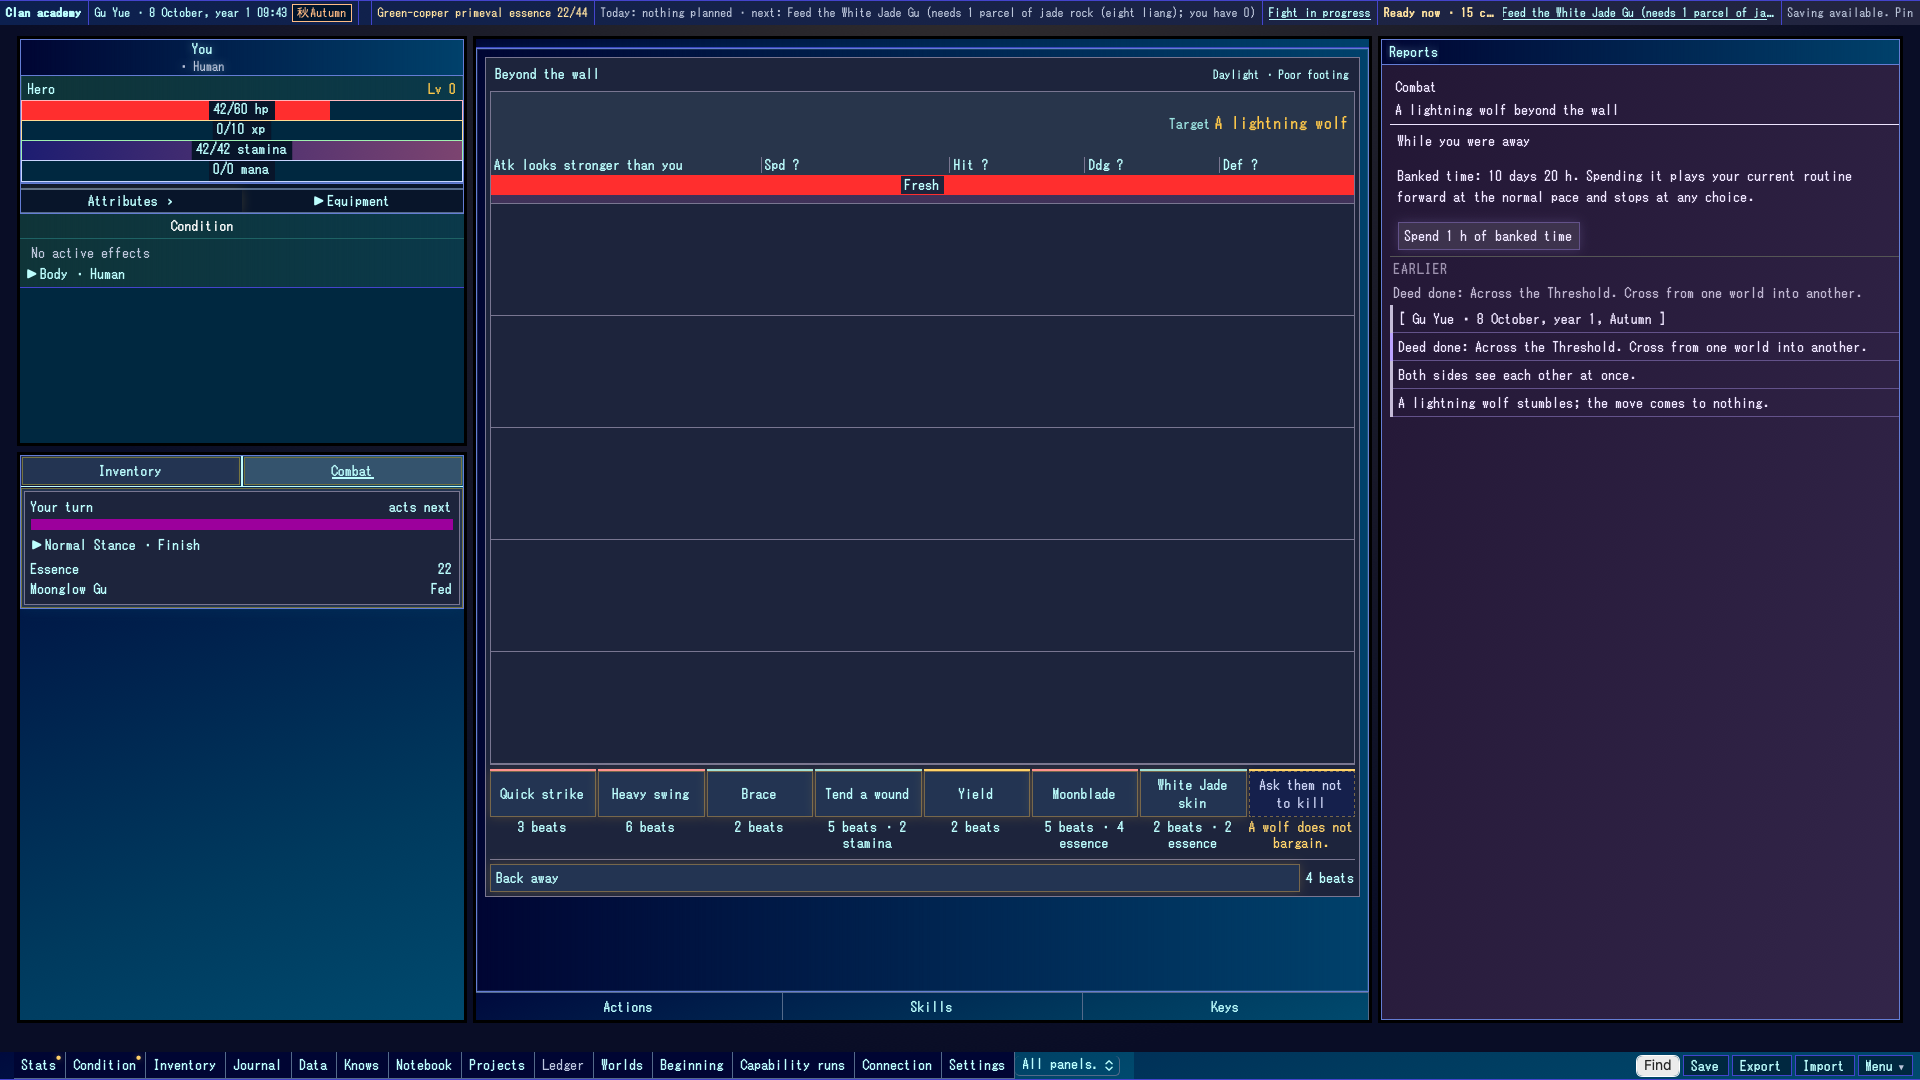 Clan academy
Gu Yue · 8 October, year 1 09:43 秋Autumn
Green-copper primeval essence 22/44
Today: nothing planned · next: Feed the White Jade Gu (needs 1 parcel of jade rock (eight liang); you have 0)
Fight in progress
Ready now · 15 c…
Feed the White Jade Gu (needs 1 parcel of ja…
Saving available. Pin
You
· Human
Hero Lv 0
42/60 hp
0/10 xp
42/42 stamina
0/0 mana
Attributes ›
▶Equipment
Condition
No active effects
▶Body · Human
Inventory
Combat
Your turn acts next
▶Normal Stance · Finish
Essence 22
Moonglow Gu Fed
Beyond the wall
Daylight · Poor footing
Target A lightning wolf
Atk looks stronger than you
Spd ?
Hit ?
Ddg ?
Def ?
Fresh
Quick strike
3 beats
Heavy swing
6 beats
Brace
2 beats
Tend a wound
5 beats · 2
stamina
Yield
2 beats
Moonblade
5 beats · 4
essence
White Jade
skin
2 beats · 2
essence
Ask them not
to kill
A wolf does not
bargain.
Back away
4 beats
Actions
Skills
Keys
Reports
Combat
A lightning wolf beyond the wall
While you were away
Banked time: 10 days 20 h. Spending it plays your current routine
forward at the normal pace and stops at any choice.
Spend 1 h of banked time
EARLIER
Deed done: Across the Threshold. Cross from one world into another.
[ Gu Yue · 8 October, year 1, Autumn ]
Deed done: Across the Threshold. Cross from one world into another.
Both sides see each other at once.
A lightning wolf stumbles; the move comes to nothing.
Stats
Condition
Inventory
Journal
Data
Knows
Notebook
Projects
Ledger
Worlds
Beginning
Capability runs
Connection
Settings
All panels.
Find
Save
Export
Import
Menu ▾